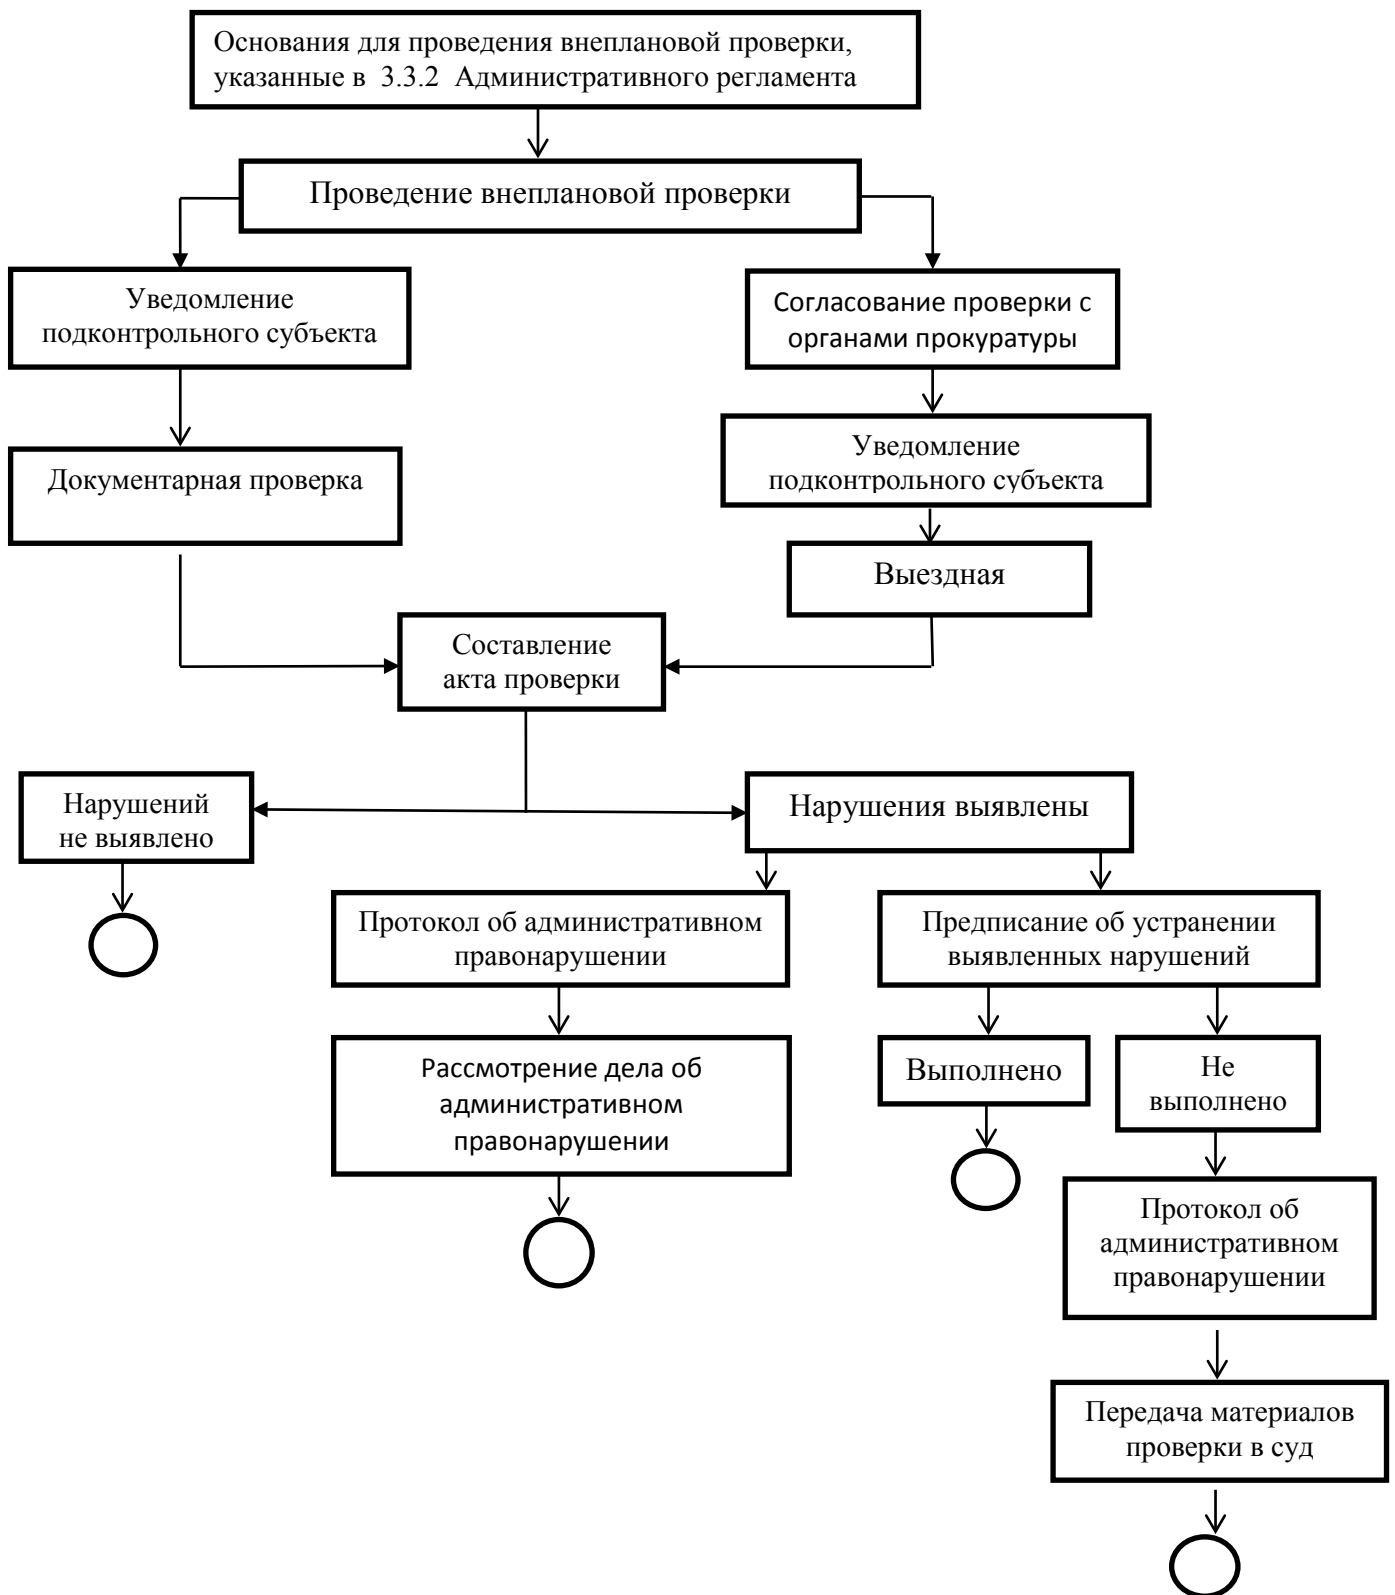 Основания для проведения внеплановой проверки,
указанные в 3.3.2 Административного регламента
Проведение внеплановой проверки
Уведомление
подконтрольного субъекта
Согласование проверки с
органами прокуратуры
Документарная проверка
Уведомление
подконтрольного субъекта
Выездная
Составление
акта проверки
Нарушений
не выявлено
Нарушения выявлены
Протокол об административном
правонарушении
Предписание об устранении
выявленных нарушений
Рассмотрение дела об
административном
правонарушении
Выполнено
Не
выполнено
Протокол об
административном
правонарушении
Передача материалов
проверки в суд